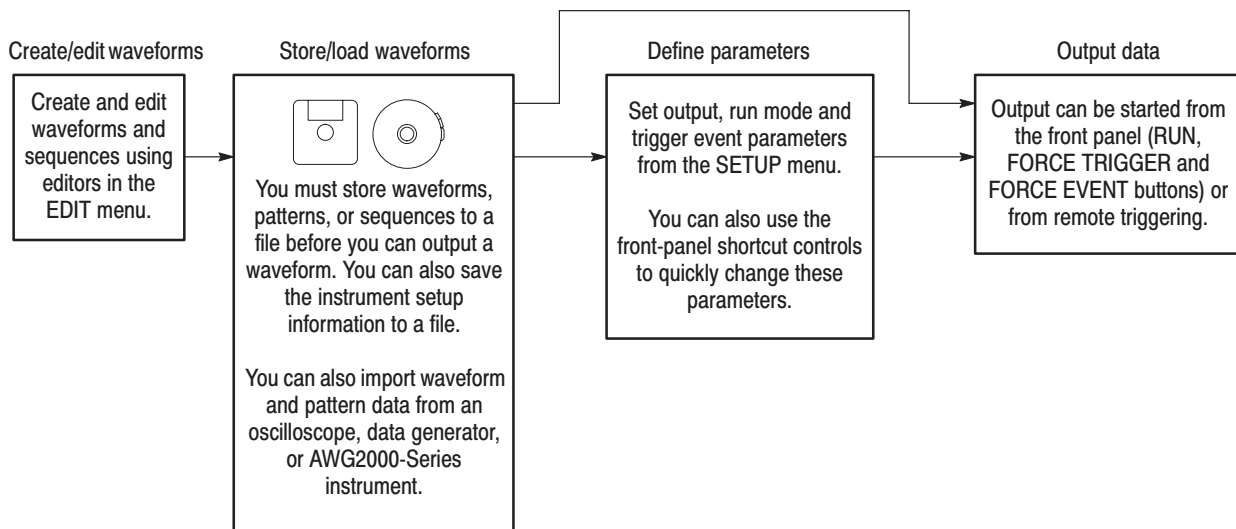 Create/edit waveforms
Create and edit
waveforms and
sequences using
editors in the
EDIT menu.
Store/load waveforms
You must store waveforms,
patterns, or sequences to a
file before you can output a
waveform. You can also save
the instrument setup
information to a file.
You can also import waveform
and pattern data from an
oscilloscope, data generator,
or AWG2000-Series
instrument.
Define parameters
Set output, run mode and
trigger event parameters
from the SETUP menu.
You can also use the
front-panel shortcut controls
to quickly change these
parameters.
Output data
Output can be started from
the front panel (RUN,
FORCE TRIGGER and
FORCE EVENT buttons) or
from remote triggering.